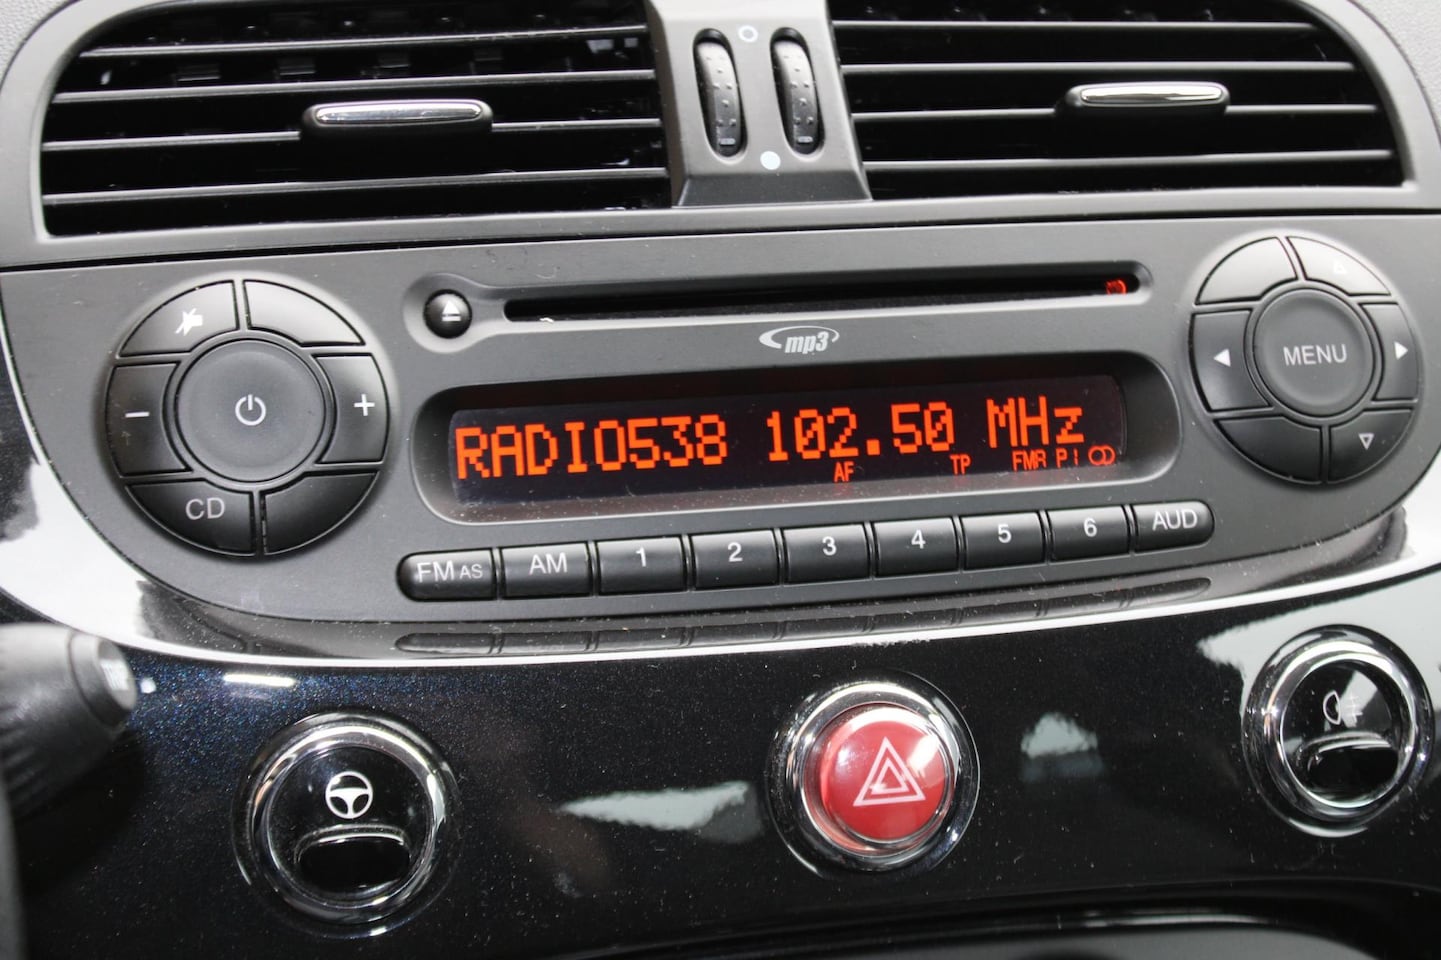 mp3
MENU
RADIO538 102.50 MHz
AF TP
CD
FM AS AM 1 2 3 4 5 6 AUD